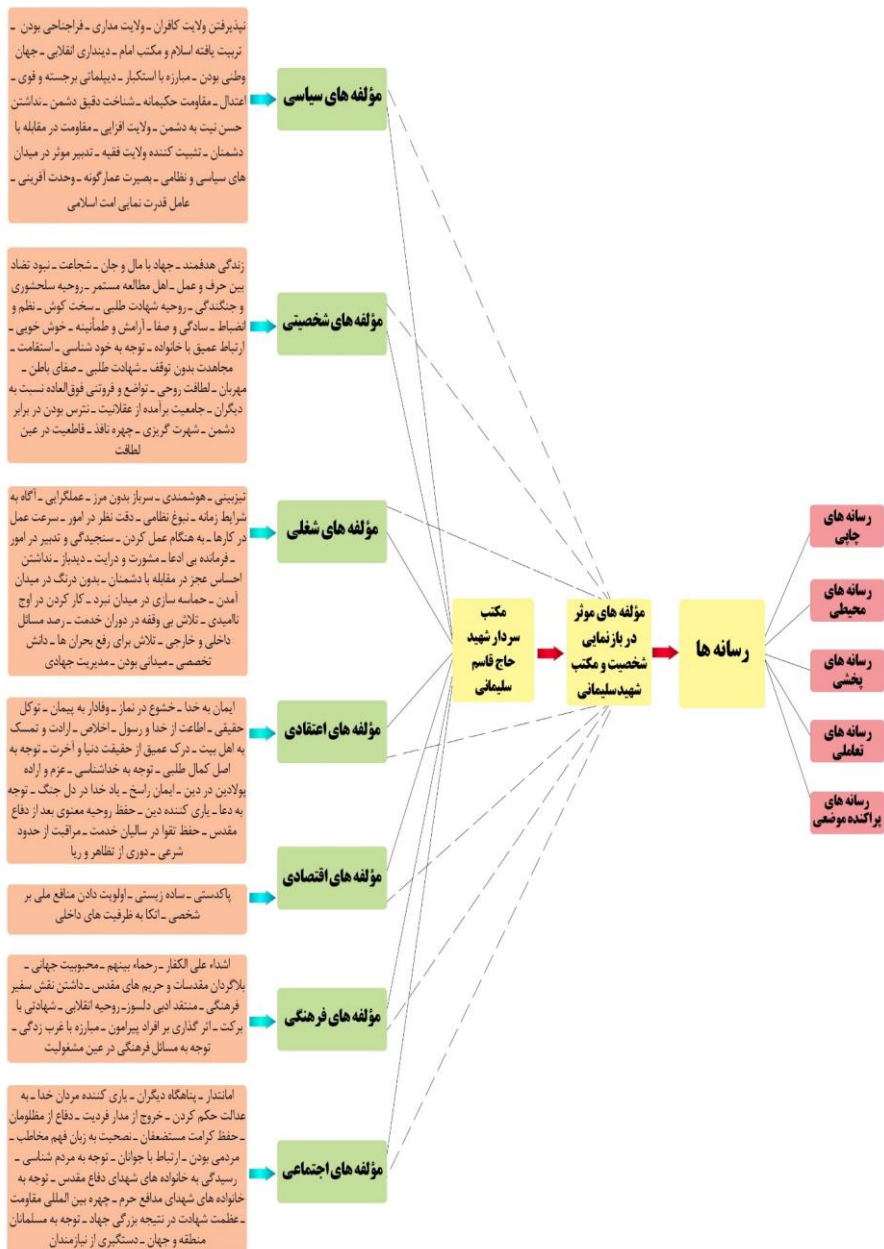 نپذیرفتن ولایت کافران ـ ولایت مداری ـ فراجناحی بودن ـ
تربیت یافته اسلام و مکتب امام ـ دینداری انقلابی ـ جهان
وطنی بودن ـ مبارزه با استکبار ـ دیپلماتی برجسته و قوی ـ
اعتدال ـ مقاومت حکیمانه ـ شناخت دقیق دشمن ـ نداشتن
حسن نیت به دشمن ـ ولایت افزایی ـ مقاومت در مقابله با
دشمنان ـ تثبیت کننده ولایت فقیه ـ تدبیر موثر در میدان
های سیاسی و نظامی ـ بصیرت عمارگونه ـ وحدت آفرینی ـ
عامل قدرت نمایی امت اسلامی
مؤلفه های سیاسی
زندگی هدفمند ـ جهاد با مال و جان ـ شجاعت ـ نبود تضاد
بین حرف و عمل ـ اهل مطالعه مستمر ـ روحیه سلحشوری
و جنگندگی ـ روحیه شهادت طلبی ـ سخت کوش ـ نظم و
انضباط ـ سادگی و صفا ـ آرامش و طمأنینه ـ خوش خویی ـ
ارتباط عمیق با خانواده ـ توجه به خود شناسی ـ استقامت ـ
مجاهدت بدون توقف ـ شهادت طلبی ـ صفای باطن ـ
مهربان ـ لطافت روحی ـ تواضع و فروتنی فوق‌العاده نسبت به
دیگران ـ جامعیت برآمده از عقلانیت ـ نترس بودن در برابر
دشمن ـ شهرت گریزی ـ چهره نافذ ـ قاطعیت در عین
لطافت
مؤلفه های شخصیتی
تیزبینی ـ هوشمندی ـ سرباز بدون مرز ـ عملگرایی ـ آگاه به
شرایط زمانه ـ نبوغ نظامی ـ دقت نظر در امور ـ سرعت عمل
در کارها ـ به هنگام عمل کردن ـ سنجیدگی و تدبیر در امور
ـ فرمانده بی ادعا ـ مشورت و درایت ـ دیدباز ـ نداشتن
احساس عجز در مقابله با دشمنان ـ بدون درنگ در میدان
آمدن ـ حماسه سازی در میدان نبرد ـ کار کردن در اوج
ناامیدی ـ تلاش بی وقفه در دوران خدمت ـ رصد مسائل
داخلی و خارجی ـ تلاش برای رفع بحران ها ـ دانش
تخصصی ـ میدانی بودن ـ مدیریت جهادی
مؤلفه های شغلی
ایمان به خدا ـ خشوع در نماز ـ وفادار به پیمان ـ توکل
حقیقی ـ اطاعت از خدا و رسول ـ اخلاص ـ ارادت و تمسک
به اهل بیت ـ درک عمیق از حقیقت دنیا و آخرت ـ توجه به
اصل کمال طلبی ـ توجه به خداشناسی ـ عزم و اراده
پولادین در دین ـ ایمان راسخ ـ یاد خدا در دل جنگ ـ توجه
به دعا ـ یاری کننده دین ـ حفظ روحیه معنوی بعد از دفاع
مقدس ـ حفظ تقوا در سالیان خدمت ـ مراقبت از حدود
شرعی ـ دوری از تظاهر و ریا
مؤلفه های اعتقادی
پاکدستی ـ ساده زیستی ـ اولویت دادن منافع ملی بر
شخصی ـ اتکا به ظرفیت های داخلی
مؤلفه های اقتصادی
اشداء علی الکفار ـ رحماء بینهم ـ محبوبیت جهانی ـ
بلاگردان مقدسات و حریم های مقدس ـ داشتن نقش سفیر
فرهنگی ـ منتقد ادبی دلسوز ـ روحیه انقلابی ـ شهادتی با
برکت ـ اثر گذاری بر افراد پیرامون ـ مبارزه با غرب زدگی ـ
توجه به مسائل فرهنگی در عین مشغولیت
مؤلفه های فرهنگی
امانتدار ـ پناهگاه دیگران ـ یاری کننده مردان خدا ـ به
عدالت حکم کردن ـ خروج از مدار فردیت ـ دفاع از مظلومان
ـ حفظ کرامت مستضعفان ـ نصحیت به زبان فهم مخاطب ـ
مردمی بودن ـ ارتباط با جوانان ـ توجه به مردم شناسی ـ
رسیدگی به خانواده های شهدای دفاع مقدس ـ توجه به
خانواده های شهدای مدافع حرم ـ چهره بین المللی مقاومت
ـ عظمت شهادت در نتیجه بزرگی جهاد ـ توجه به مسلمانان
منطقه و جهان ـ دستگیری از نیازمندان
مؤلفه های اجتماعی
مکتب
سردار شهید
حاج قاسم
سلیمانی
مؤلفه های موثر
در بازنمایی
شخصیت و مکتب
شهیدسلیمانی
رسانه ها
رسانه های
چاپی
رسانه های
محیطی
رسانه های
پخشی
رسانه های
تعاملی
رسانه های
پراکنده موضعی